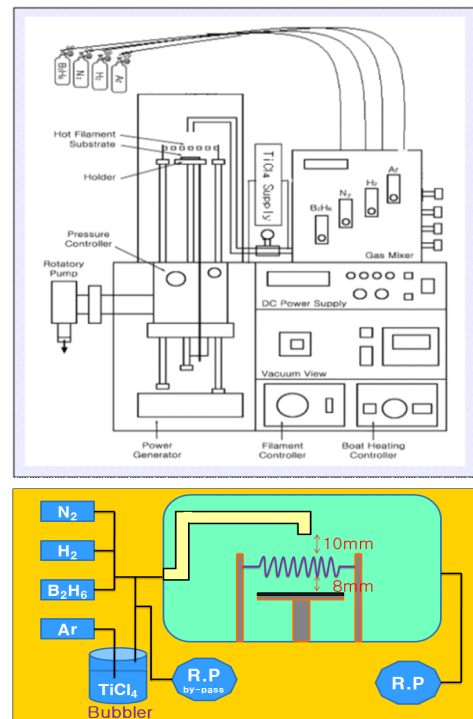 B₂H₆
N₂
H₂
Ar
Hot Filament
Substrate
Holder
TiCl4 Supply
Ar
H₂
N₂
B₂H₆
Gas Mixer
Pressure
Controller
Rotatory
Pump
DC Power Supply
Vacuum View
Power
Generator
Filament
Controller
Boat Heating
Controller
N₂
H₂
B₂H₆
Ar
TiCl₄
Bubbler
R.P
by-pass
10mm
8mm
R.P